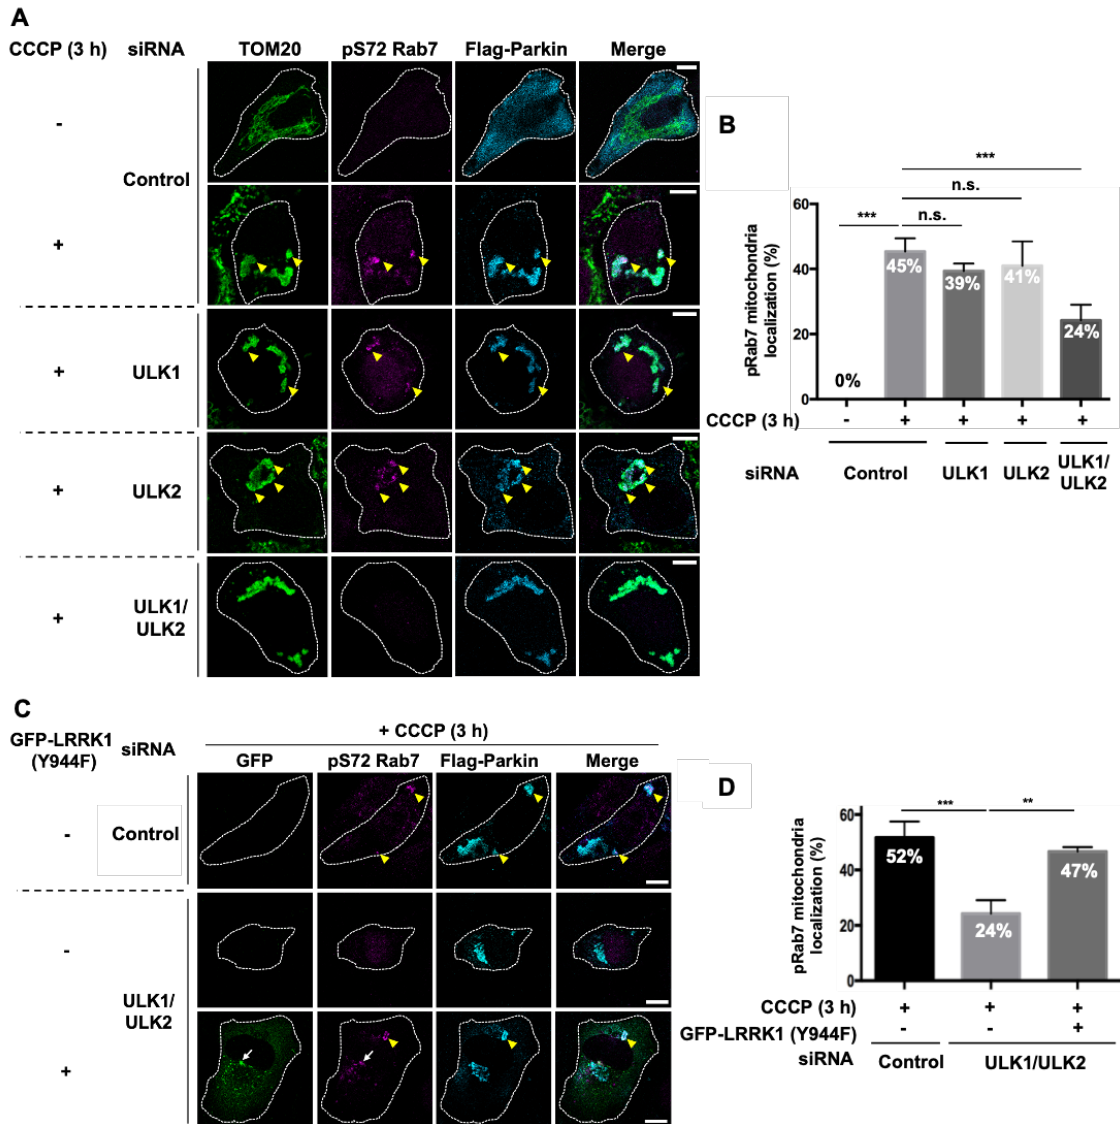 A
CCCP (3 h) siRNA TOM20 pS72 Rab7 Flag-Parkin Merge
-
Control
+
+ ULK1
+ ULK2
+ ULK1/
ULK2
B
***
n.s.
*** n.s.
pRab7 mitochondria
localization (%)
60
40
20
0
0%
45%
39%
41%
24%
CCCP (3 h) - + + + +
siRNA Control ULK1 ULK2 ULK1/
ULK2
C
GFP-LRRK1
(Y944F)
siRNA
+ CCCP (3 h)
GFP pS72 Rab7 Flag-Parkin Merge
- Control
-
ULK1/
ULK2
+
D
*** **
pRab7 mitochondria
localization (%)
60
40
20
0
52%
24%
47%
CCCP (3 h) + + +
GFP-LRRK1 (Y944F) - - +
siRNA Control ULK1/ULK2